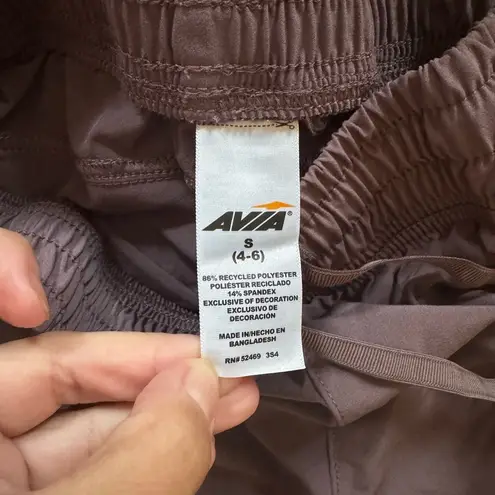 AVIA®
S
(4-6)
86% RECYCLED POLYESTER
POLIÉSTER RECICLADO
14% SPANDEX
EXCLUSIVE OF DECORATION
EXCLUSIVO DE
DECORACIÓN
MADE IN/HECHO EN
BANGLADESH
RN# 52469 354